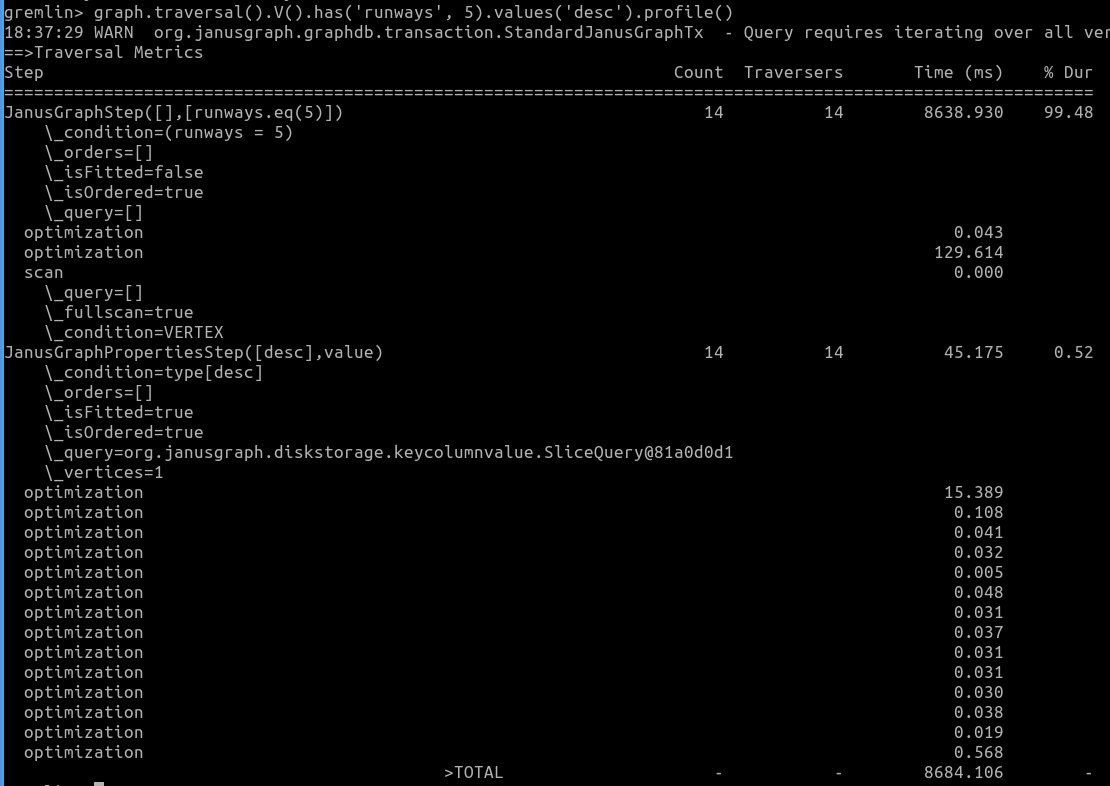 gremlin> graph.traversal().V().has('runways', 5).values('desc').profile()
18:37:29 WARN  org.janusgraph.graphdb.transaction.StandardJanusGraphTx  - Query requires iterating over all ver
==>Traversal Metrics
Step                                                               Count  Traversers       Time (ms)    % Dur
=============================================================================================================
JanusGraphStep([],[runways.eq(5)])                                    14          14        8638.930    99.48
    \_condition=(runways = 5)
    \_orders=[]
    \_isFitted=false
    \_isOrdered=true
    \_query=[]
  optimization                                                                                 0.043
  optimization                                                                               129.614
  scan                                                                                         0.000
    \_query=[]
    \_fullscan=true
    \_condition=VERTEX
JanusGraphPropertiesStep([desc],value)                                14          14          45.175     0.52
    \_condition=type[desc]
    \_orders=[]
    \_isFitted=true
    \_isOrdered=true
    \_query=org.janusgraph.diskstorage.keycolumnvalue.SliceQuery@81a0d0d1
    \_vertices=1
  optimization                                                                                15.389
  optimization                                                                                 0.108
  optimization                                                                                 0.041
  optimization                                                                                 0.032
  optimization                                                                                 0.005
  optimization                                                                                 0.048
  optimization                                                                                 0.031
  optimization                                                                                 0.037
  optimization                                                                                 0.031
  optimization                                                                                 0.031
  optimization                                                                                 0.030
  optimization                                                                                 0.038
  optimization                                                                                 0.019
  optimization                                                                                 0.568
                                            >TOTAL                     -           -        8684.106        -